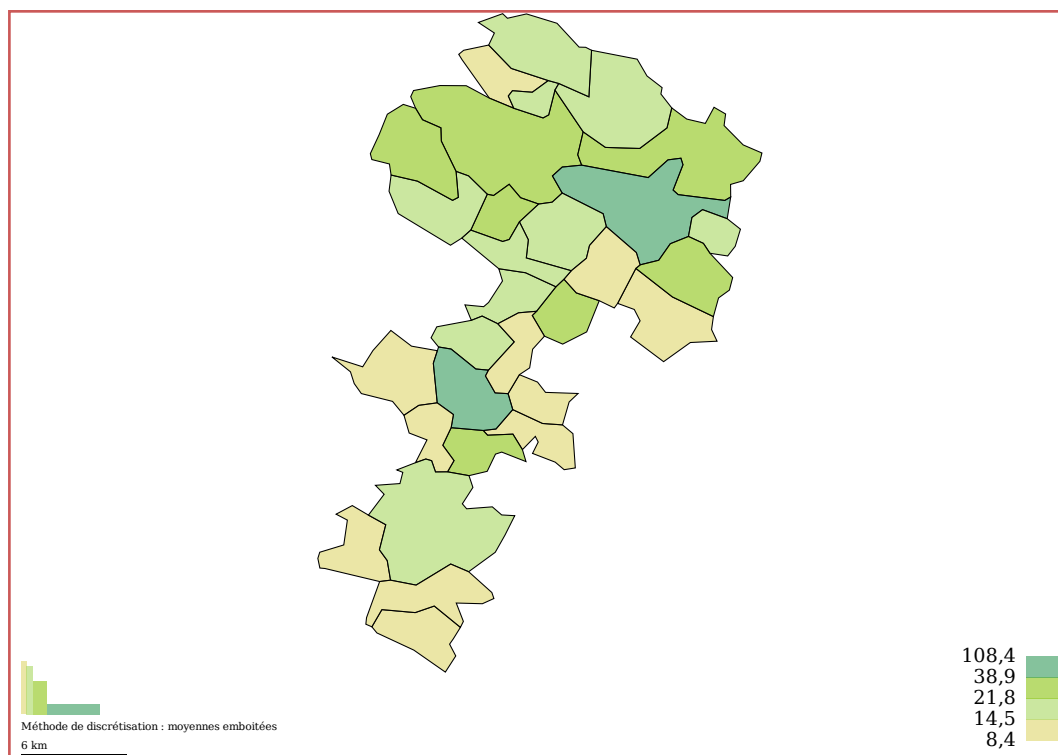 108,4
38,9
21,8
14,5
8,4
Méthode de discrétisation : moyennes emboitées
6 km